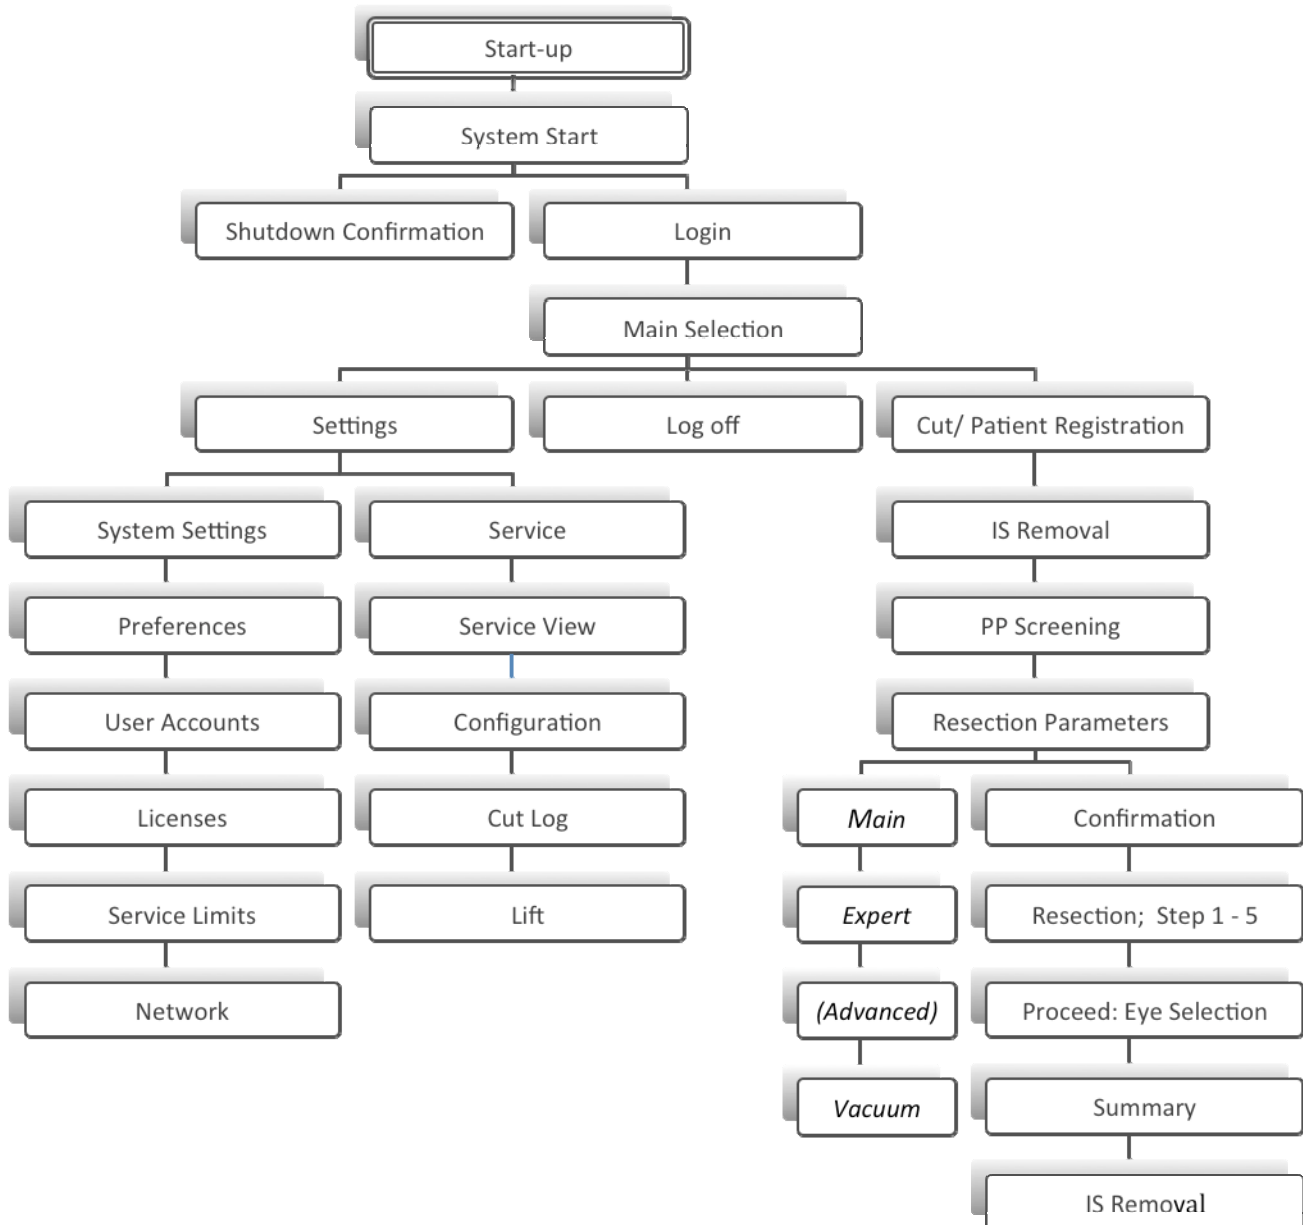 Start-up
System Start
Shutdown Confirmation
Login
Main Selection
Settings
Log off
Cut/ Patient Registration
System Settings
Service
IS Removal
Preferences
Service View
PP Screening
User Accounts
Configuration
Resection Parameters
Licenses
Cut Log
Main
Confirmation
Service Limits
Lift
Expert
Resection; Step 1 - 5
Network
(Advanced)
Proceed: Eye Selection
Vacuum
Summary
IS Removal